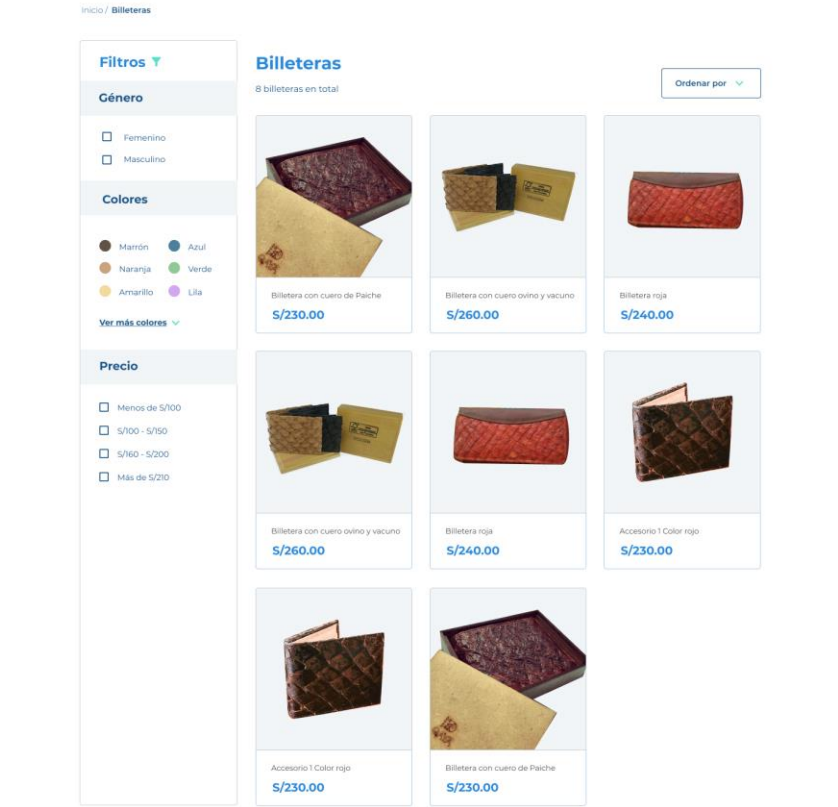 Inicio / Billeteras
Filtros
Género
Femenino
Masculino
Colores
Marrón
Azul
Naranja
Verde
Amarillo
Lila
Ver más colores
Precio
Menos de S/100
S/100 - S/150
S/160 - S/200
Más de S/210
Billeteras
8 billeteras en total
Ordenar por
Billetera con cuero de Paiche
S/230.00
Billetera con cuero ovino y vacuno
S/260.00
Billetera roja
S/240.00
Billetera con cuero ovino y vacuno
S/260.00
Billetera roja
S/240.00
Accesorio 1 Color rojo
S/230.00
Accesorio 1 Color rojo
S/230.00
Billetera con cuero de Paiche
S/230.00